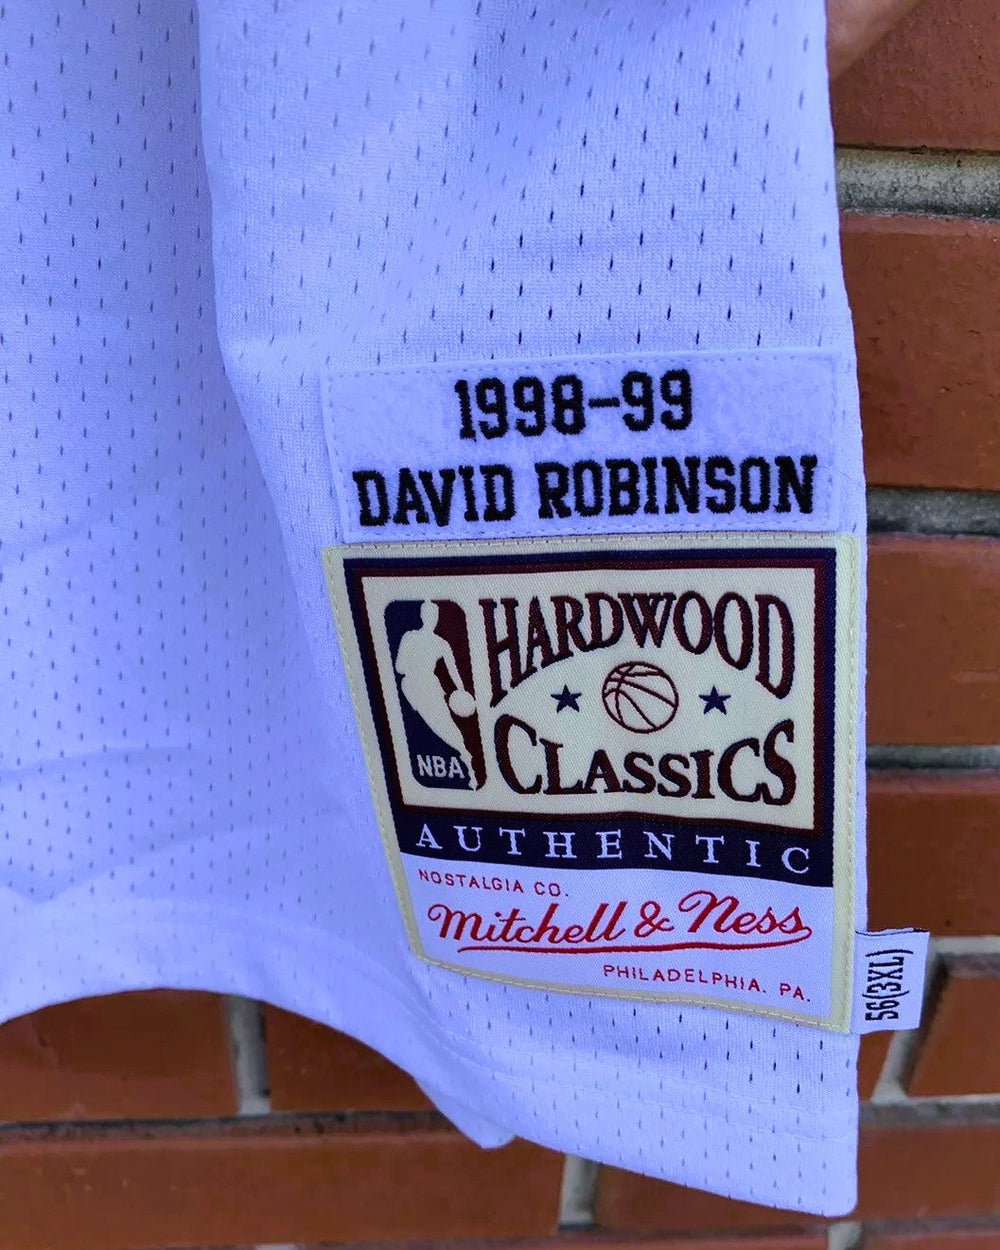 1998-99
DAVID ROBINSON
HARDWOOD
CLASSICS
NBA
AUTHENTIC
NOSTALGIA CO.
Mitchell & Ness
PHILADELPHIA. PA.
56(3XL)